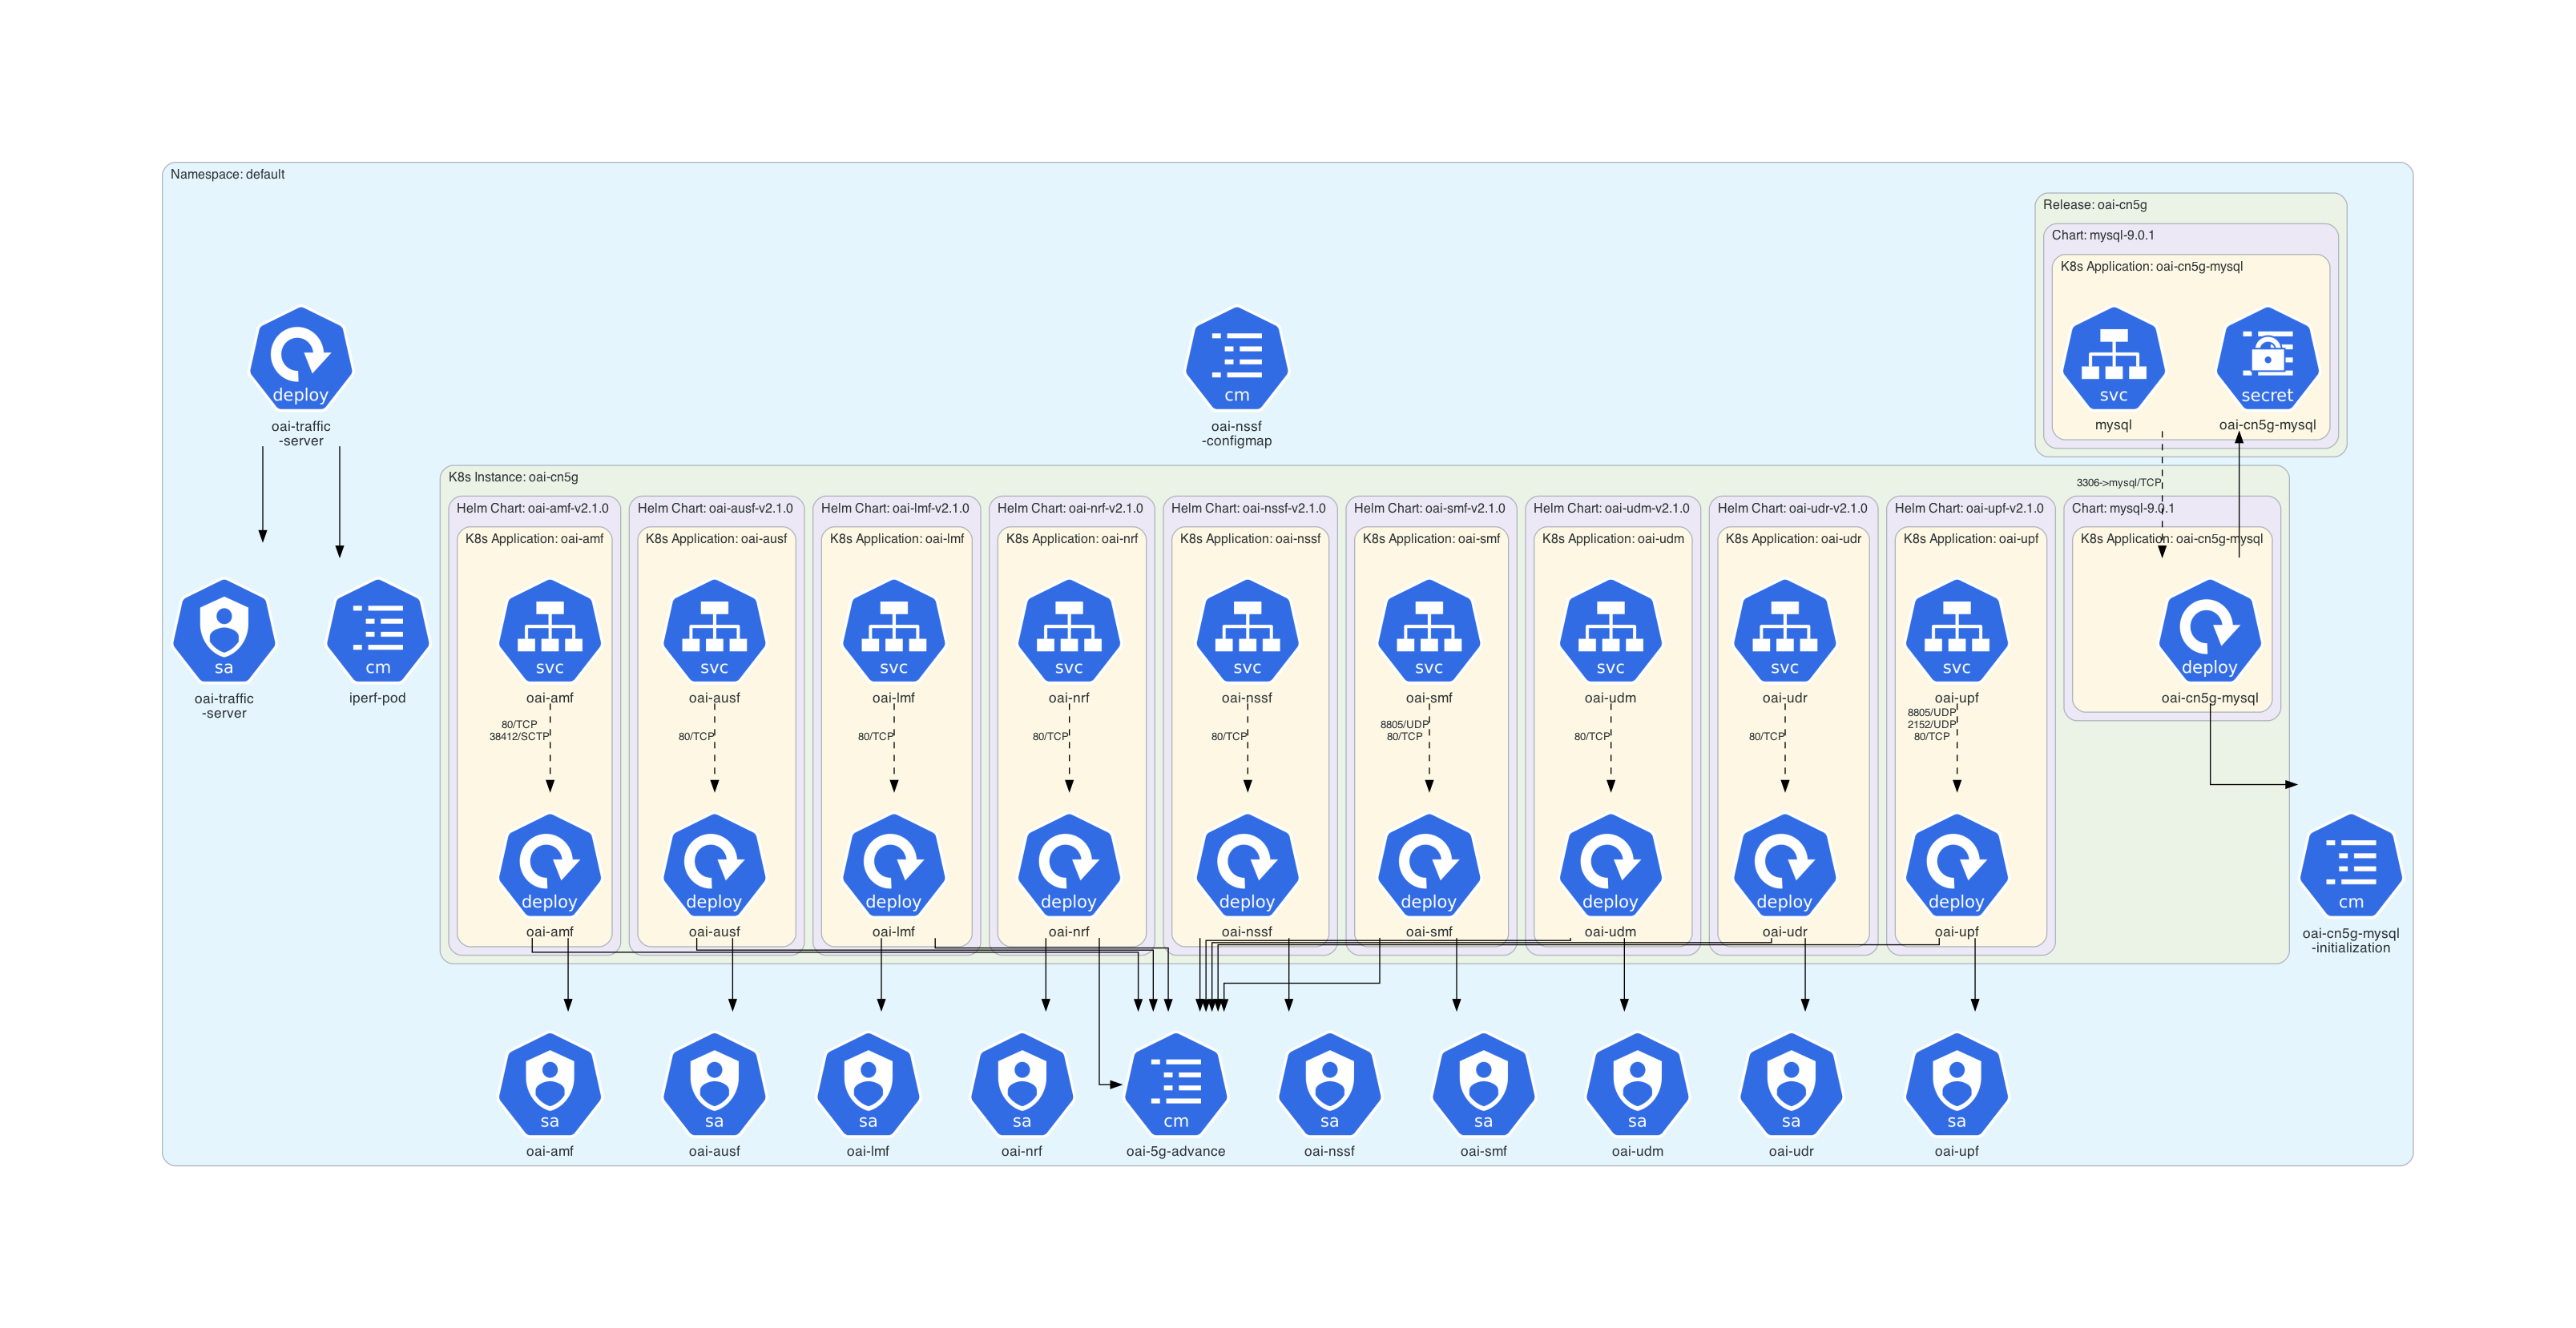 Namespace: default
Release: oai-cn5g
Chart: mysql-9.0.1
K8s Application: oai-cn5g-mysql
deploy
oai-traffic
-server
cm
oai-nssf
-configmap
svc
mysql
secret
oai-cn5g-mysql
3306->mysql/TCP
K8s Instance: oai-cn5g
Helm Chart: oai-amf-v2.1.0
Helm Chart: oai-ausf-v2.1.0
Helm Chart: oai-lmf-v2.1.0
Helm Chart: oai-nrf-v2.1.0
Helm Chart: oai-nssf-v2.1.0
Helm Chart: oai-smf-v2.1.0
Helm Chart: oai-udm-v2.1.0
Helm Chart: oai-udr-v2.1.0
Helm Chart: oai-upf-v2.1.0
Chart: mysql-9.0.1
K8s Application: oai-amf
K8s Application: oai-ausf
K8s Application: oai-lmf
K8s Application: oai-nrf
K8s Application: oai-nssf
K8s Application: oai-smf
K8s Application: oai-udm
K8s Application: oai-udr
K8s Application: oai-upf
K8s Application: oai-cn5g-mysql
sa
oai-traffic
-server
cm
iperf-pod
svc
oai-amf
svc
oai-ausf
svc
oai-lmf
svc
oai-nrf
svc
oai-nssf
svc
oai-smf
svc
oai-udm
svc
oai-udr
svc
oai-upf
deploy
oai-cn5g-mysql
80/TCP
38412/SCTP
80/TCP
80/TCP
80/TCP
80/TCP
8805/UDP
80/TCP
80/TCP
80/TCP
8805/UDP
2152/UDP
80/TCP
deploy
oai-amf
deploy
oai-ausf
deploy
oai-lmf
deploy
oai-nrf
deploy
oai-nssf
deploy
oai-smf
deploy
oai-udm
deploy
oai-udr
deploy
oai-upf
cm
oai-cn5g-mysql
-initialization
sa
oai-amf
sa
oai-ausf
sa
oai-lmf
sa
oai-nrf
cm
oai-5g-advance
sa
oai-nssf
sa
oai-smf
sa
oai-udm
sa
oai-udr
sa
oai-upf